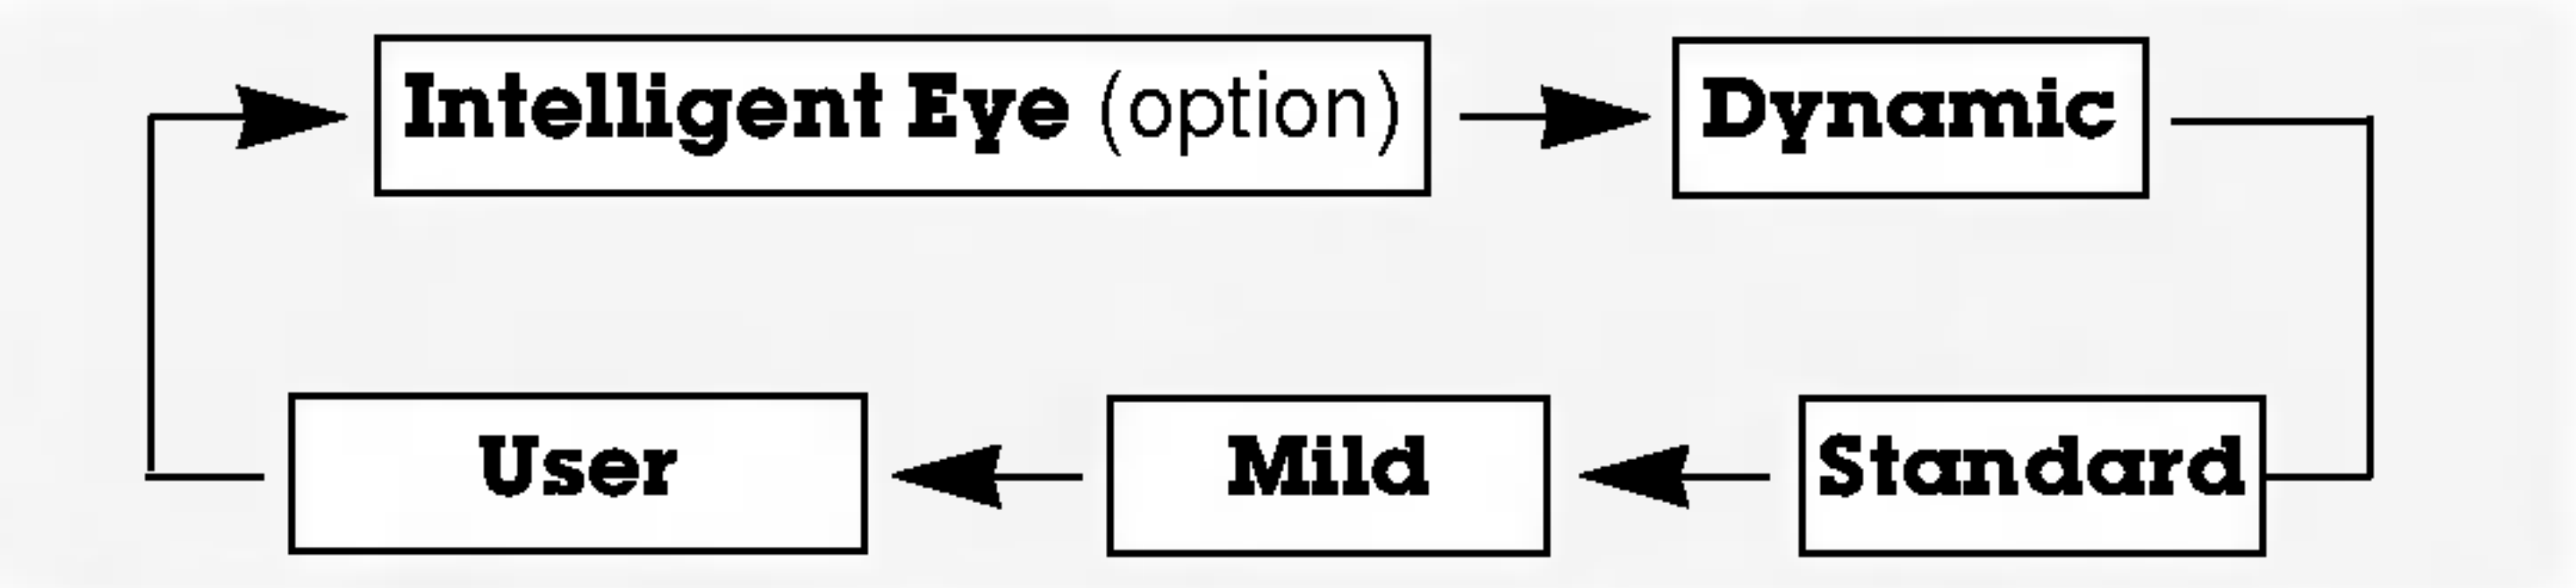 Intelligent Eye (option)
Dynamic
User
Mild
Standard